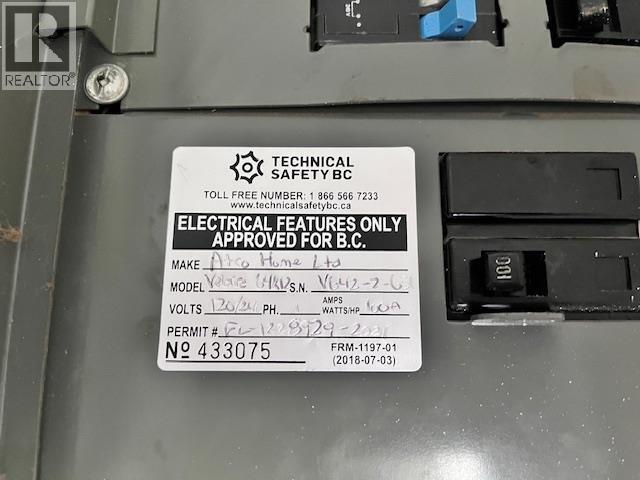 REALTOR®
30V
TECHNICAL
SAFETY BC
TOLL FREE NUMBER: 1 866 566 7233
www.technicalsafetybc.ca
ELECTRICAL FEATURES ONLY
APPROVED FOR B.C.
MAKE Atco Home Ltd
MODEL S.N.
VOLTS 120/240 PH. AMPS WATTS/HP 100A
PERMIT #
Nº 433075 FRM-1197-01
(2018-07-03)
100